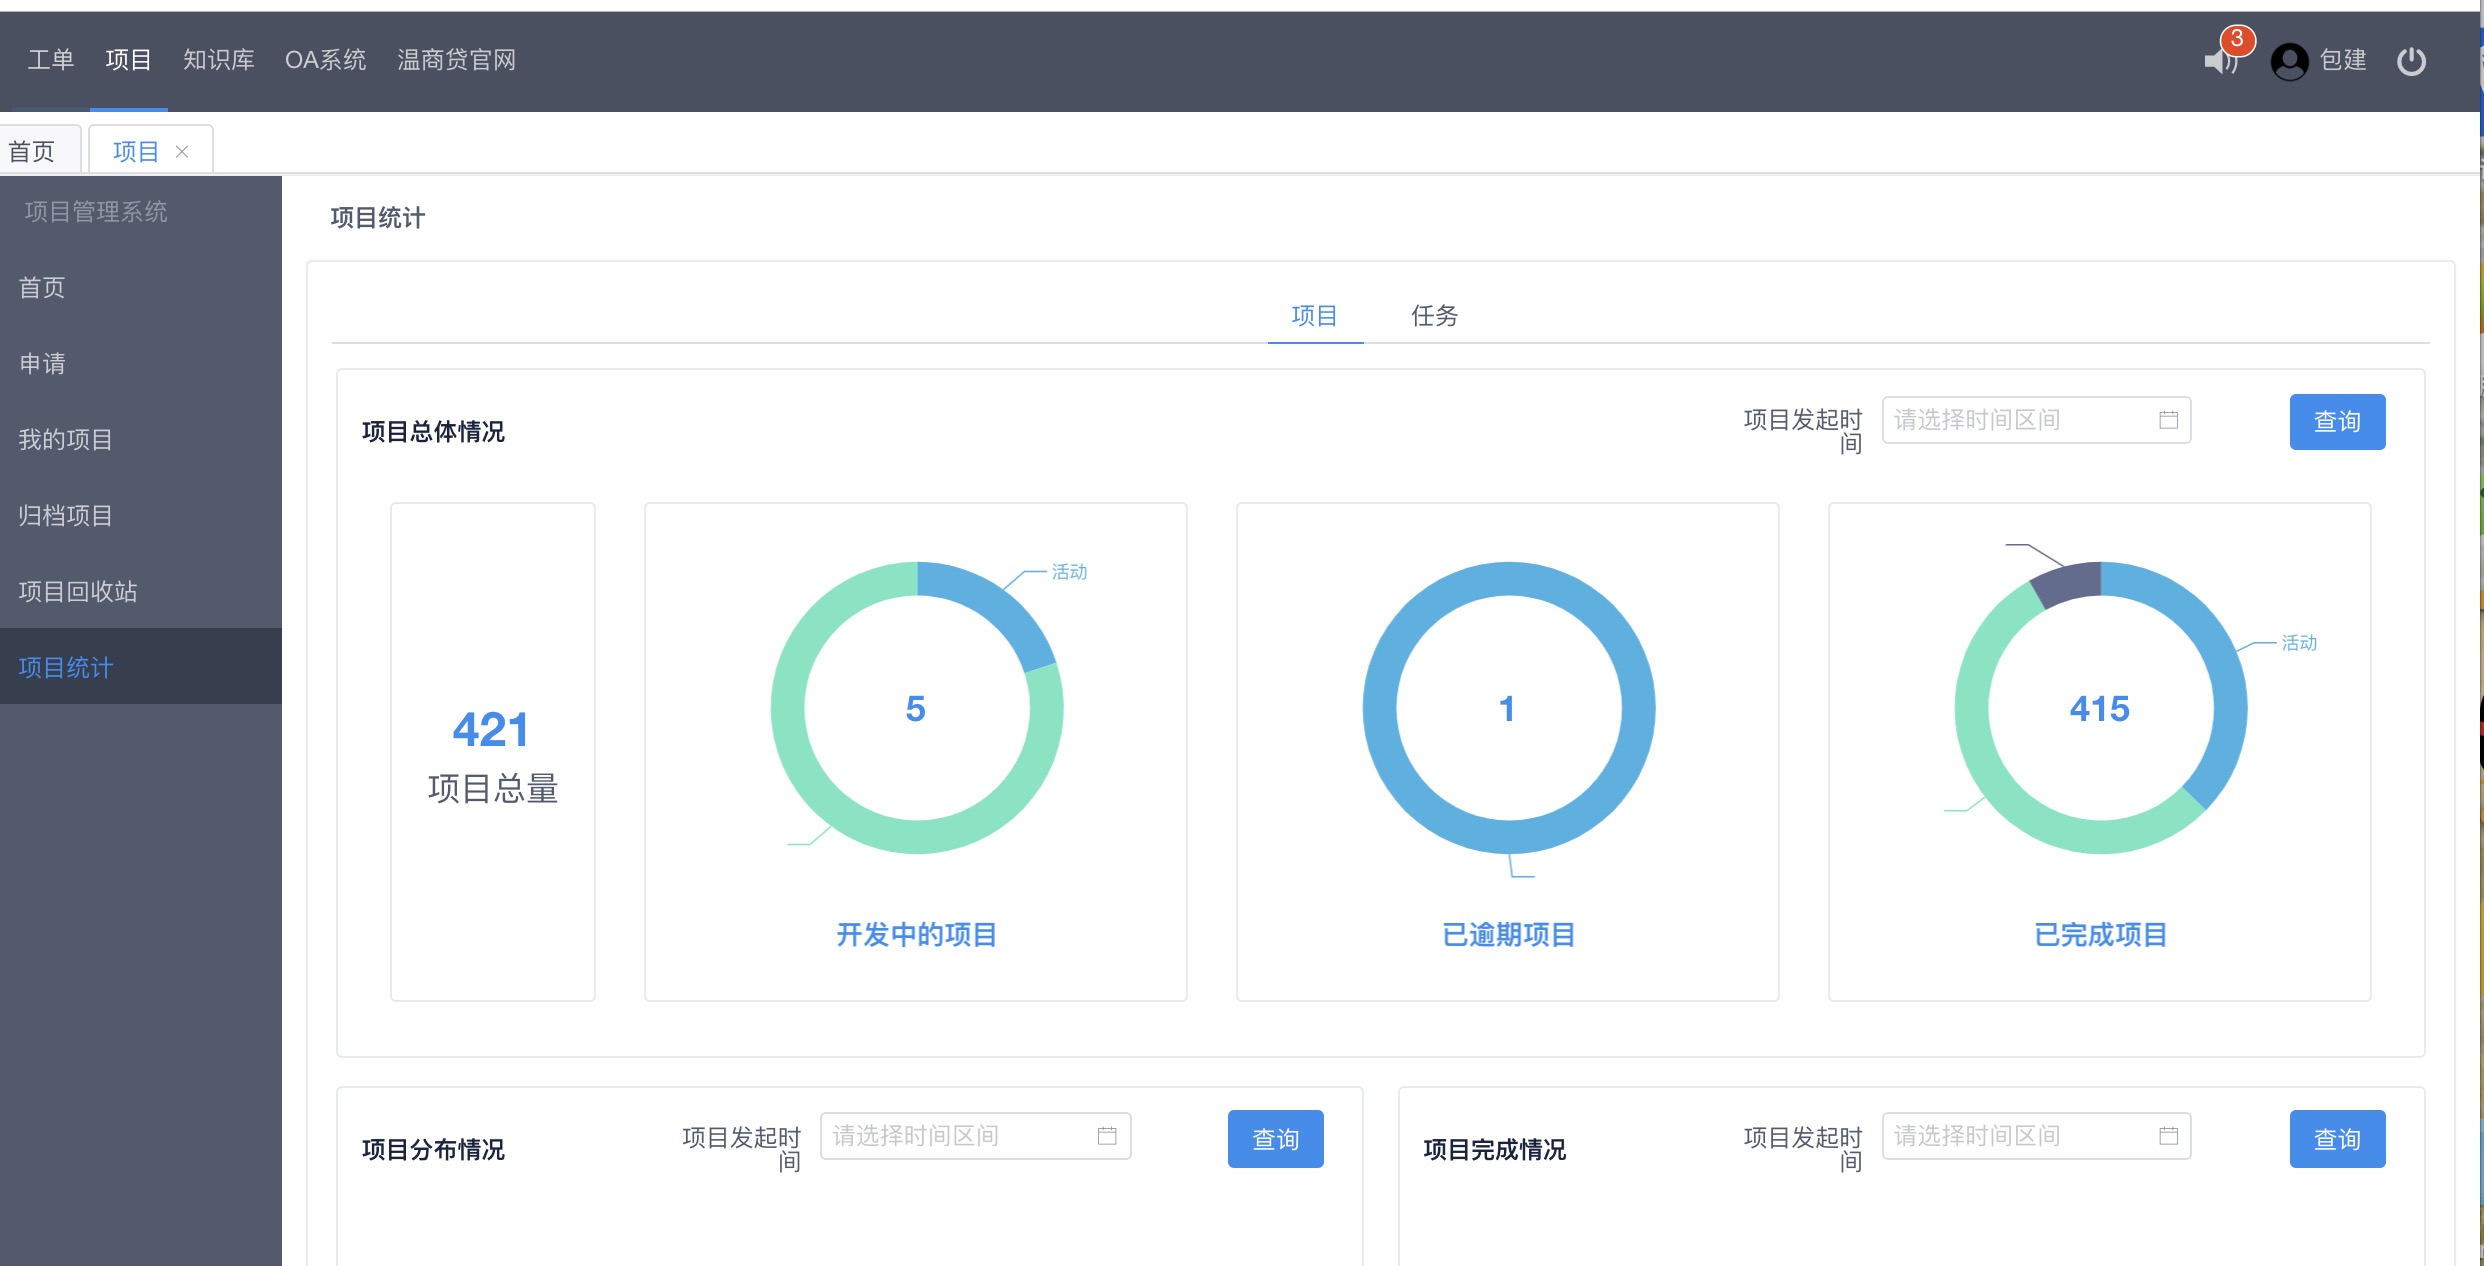 工单 项目 知识库 OA系统 温商贷官网 3 包建
首页 项目
项目管理系统
首页
申请
我的项目
归档项目
项目回收站
项目统计
项目统计
项目 任务
项目总体情况
项目发起时
间
请选择时间区间
查询
421
项目总量
活动
5
开发中的项目
1
已逾期项目
活动
415
已完成项目
项目分布情况
项目发起时
间
请选择时间区间
查询
项目完成情况
项目发起时
间
请选择时间区间
查询